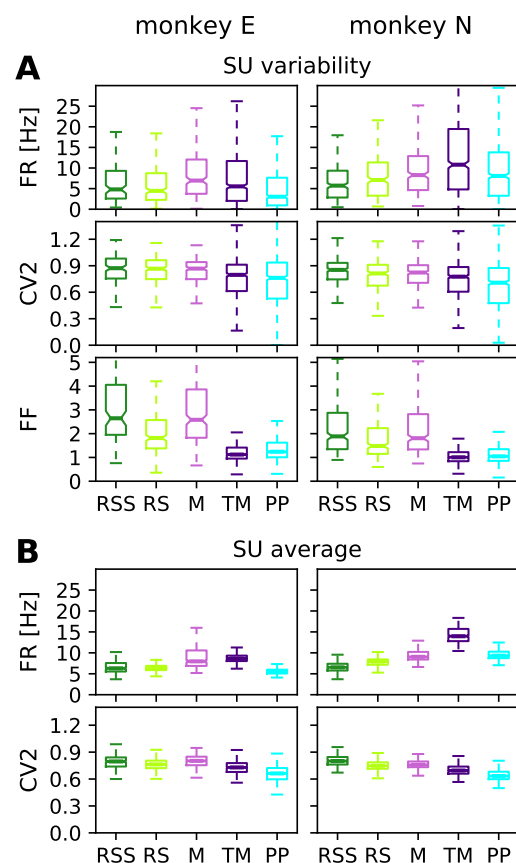 monkey E monkey N
A SU variability
FR [Hz]
25
20
15
10
5
0
CV2
1.2
0.9
0.6
0.3
0.0
FF
5
4
3
2
1
0
RSS RS M TM PP RSS RS M TM PP
B SU average
FR [Hz]
25
20
15
10
5
0
CV2
1.2
0.9
0.6
0.3
0.0
RSS RS M TM PP RSS RS M TM PP